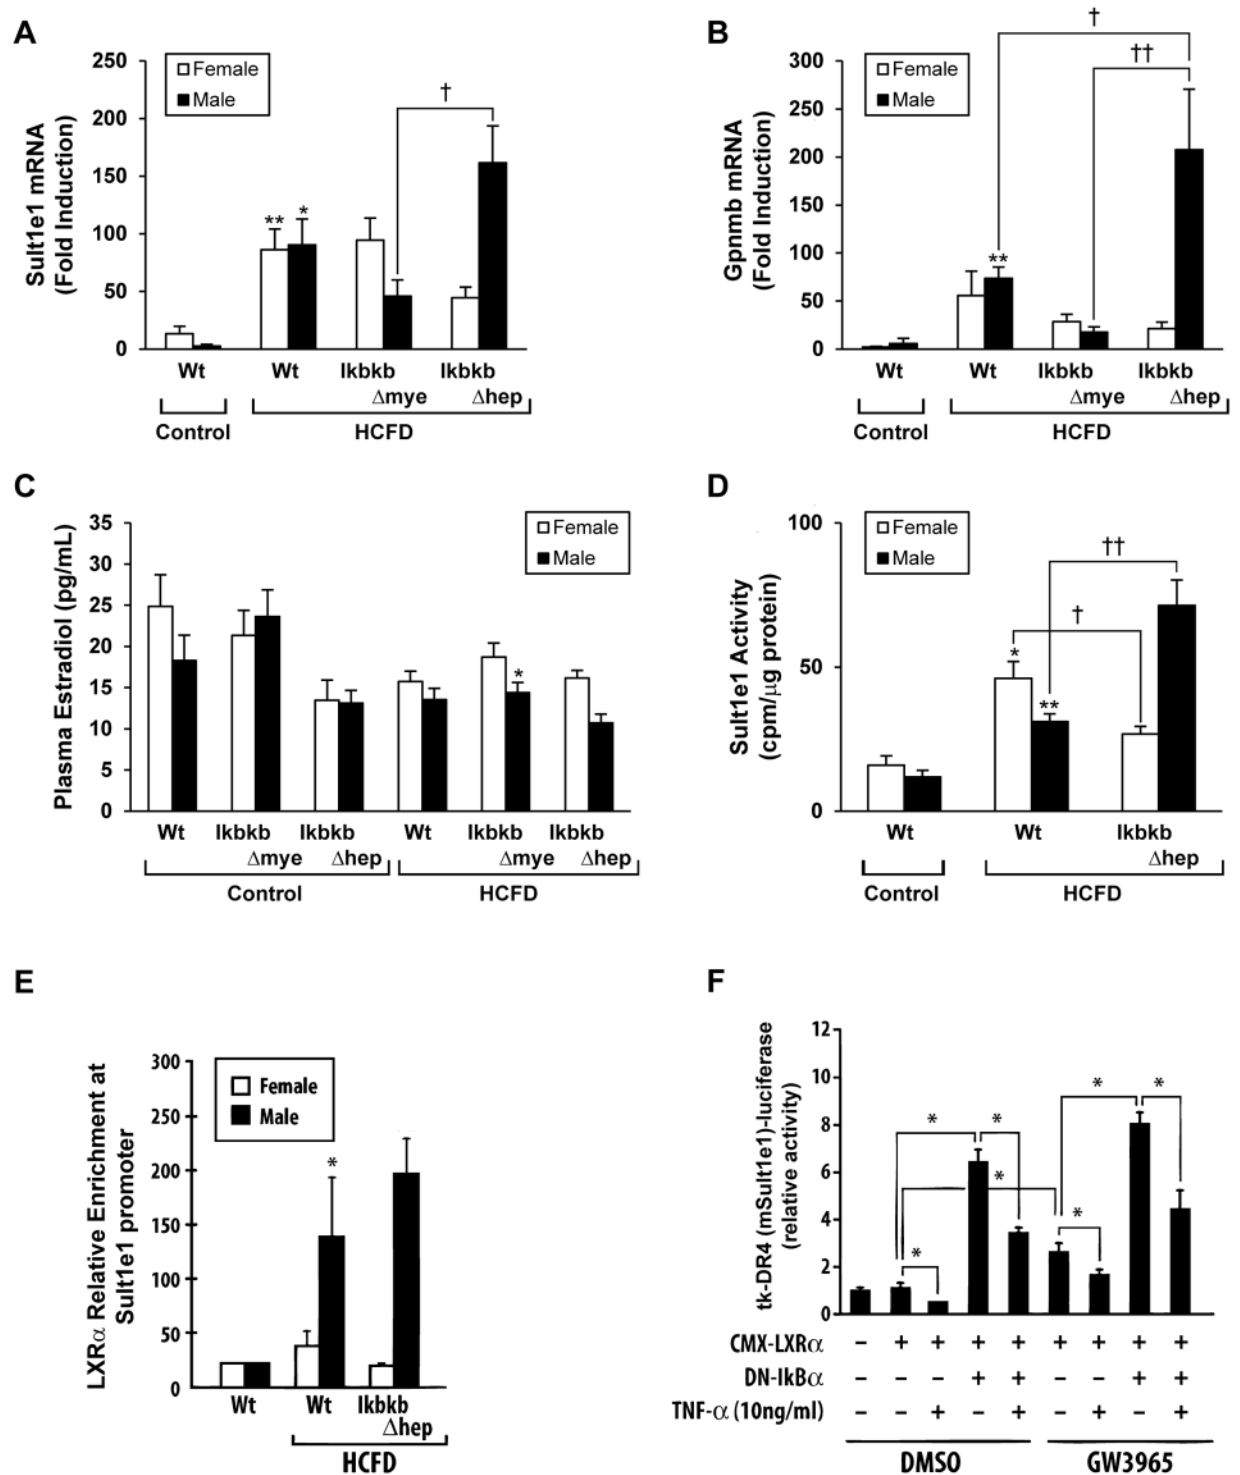 A
Sult1e1 mRNA
(Fold Induction)
250
200
150
100
50
0
Female
Male
†
** *
Wt Wt Ikbkb Ikbkb
Δmye Δhep
Control HCFD
B
Gpnmb mRNA
(Fold Induction)
300
250
200
150
100
50
0
Female
Male
†
††
**
Wt Wt Ikbkb Ikbkb
Δmye Δhep
Control HCFD
C
Plasma Estradiol (pg/mL)
35
30
25
20
15
10
5
0
Female
Male
*
Wt Ikbkb Ikbkb Wt Ikbkb Ikbkb
Δmye Δhep Δmye Δhep
Control HCFD
D
Sult1e1 Activity
(cpm/μg protein)
100
50
0
Female
Male
††
†
*
**
Wt Wt Ikbkb
Δhep
Control HCFD
E
LXRα Relative Enrichment at
Sult1e1 promoter
300
250
200
150
100
50
0
Female
Male
*
Wt Wt Ikbkb
Δhep
HCFD
F
tk-DR4 (mSult1e1)-luciferase
(relative activity)
12
10
8
6
4
2
0
* *
* *
*
*
*
CMX-LXRα – + + + + + + + +
DN-IkBα – – – + + – – + +
TNF-α (10ng/ml) – – + – + – + – +
DMSO GW3965